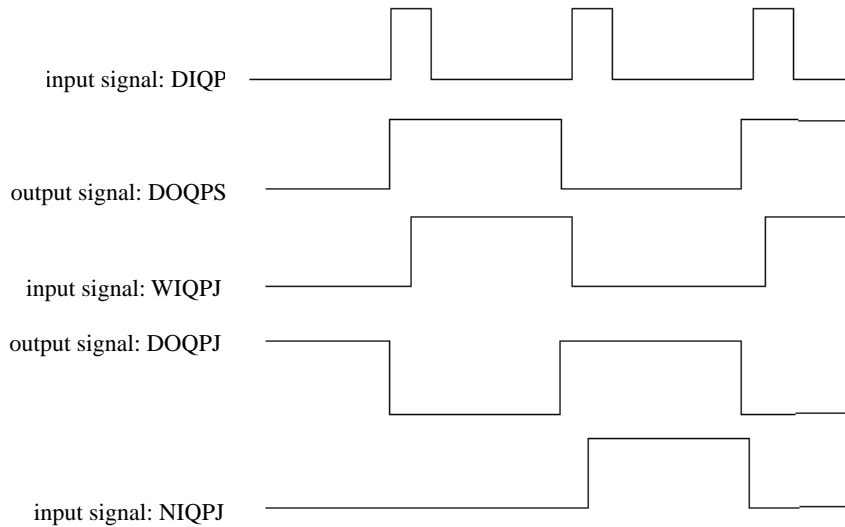 input signal: DIQP
output signal: DOQPS
input signal: WIQPJ
output signal: DOQPJ
input signal: NIQPJ